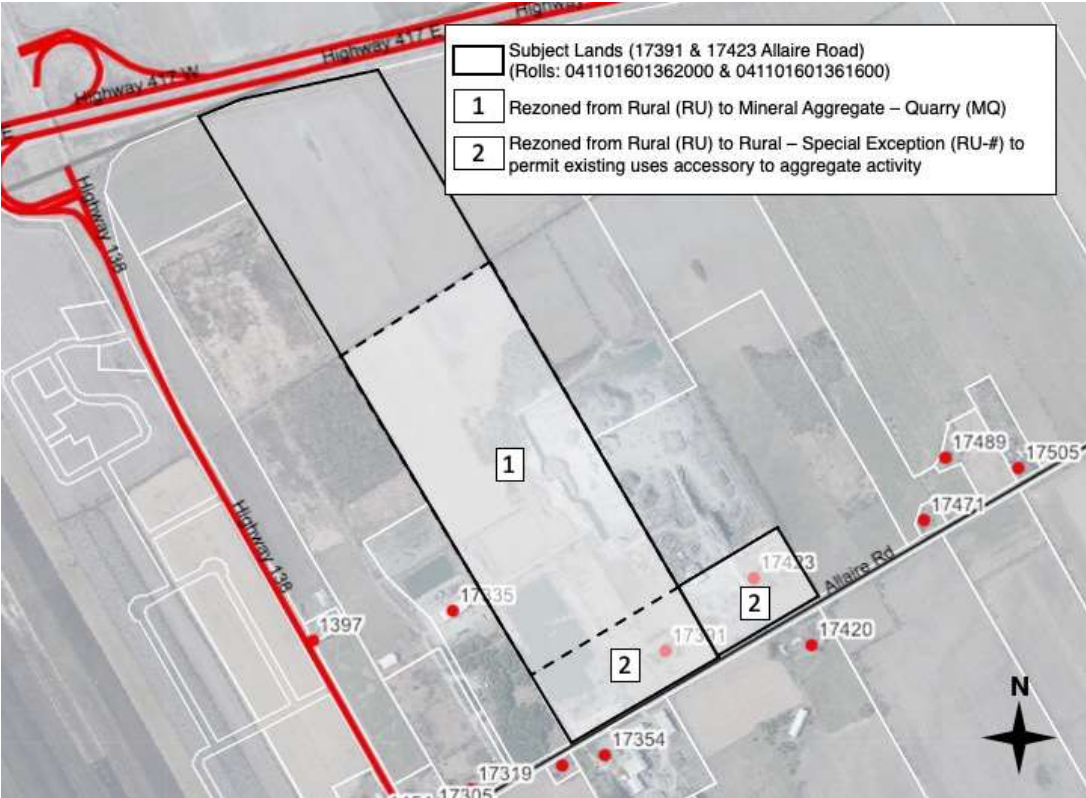 Highway
Highway 417 E
Highway 417 W
E
Subject Lands (17391 & 17423 Allaire Road)
(Rolls: 041101601362000 & 041101601361600)
1 Rezoned from Rural (RU) to Mineral Aggregate – Quarry (MQ)
2 Rezoned from Rural (RU) to Rural – Special Exception (RU-#) to
permit existing uses accessory to aggregate activity
Highway 138
1
17489
17505
17471
Highway 138
17423
Allaire Rd
17335
2
1397
17391
17420
2
N
17354
17319
17305